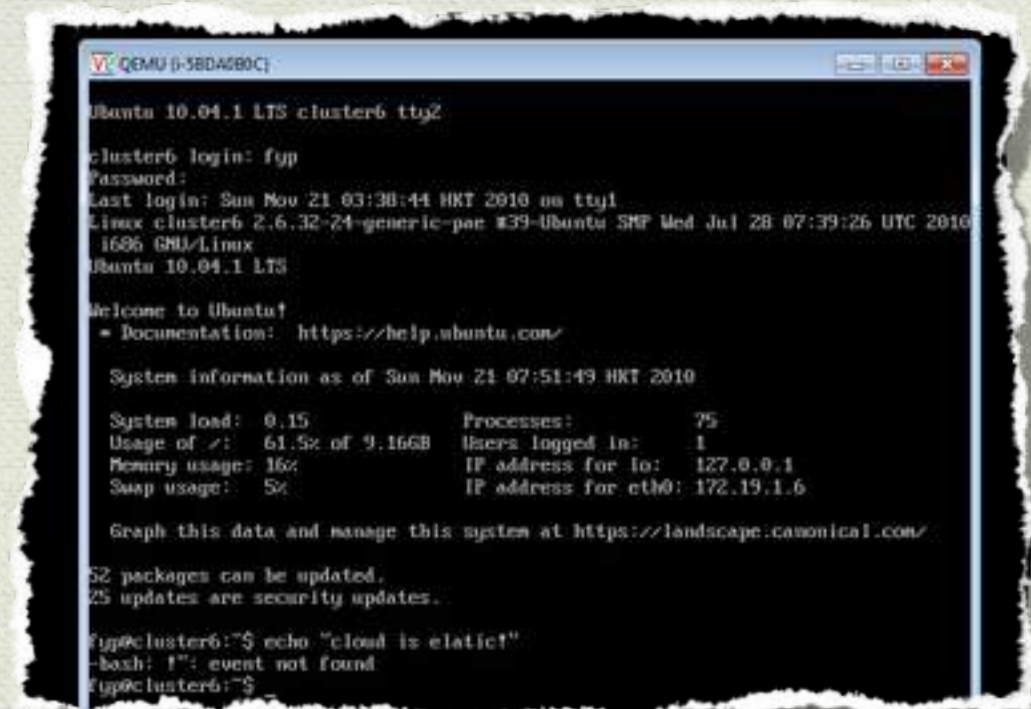 QEMU (i-5BDA0B0C)
Ubuntu 10.04.1 LTS cluster6 tty2
cluster6 login: fyp
Password:
Last login: Sun Nov 21 03:38:44 HKT 2010 on tty1
Linux cluster6 2.6.32-24-generic-pae #39-Ubuntu SMP Wed Jul 28 07:39:26 UTC 2010
i686 GNU/Linux
Ubuntu 10.04.1 LTS
Welcome to Ubuntu!
* Documentation: https://help.ubuntu.com/
System information as of Sun Nov 21 07:51:49 HKT 2010
System load: 0.15 Processes: 75
Usage of /: 61.5% of 9.16GB Users logged in: 1
Memory usage: 16% IP address for lo: 127.0.0.1
Swap usage: 5% IP address for eth0: 172.19.1.6
Graph this data and manage this system at https://landscape.canonical.com/
52 packages can be updated.
25 updates are security updates.
fyp@cluster6:~$ echo "cloud is elatic!"
-bash: !": event not found
fyp@cluster6:~$ _